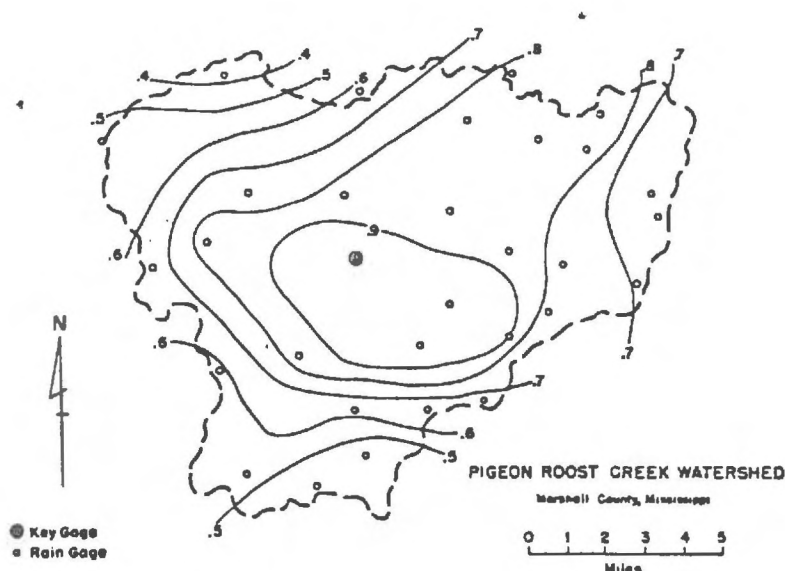 .7
.8
.4
.5
.6
.4
.5
.8
.7
.9
.6
N
.6
.7
.7
.6
.5
.5
PIGEON ROOST CREEK WATERSHED
Marshall County, Mississippi
Key Gage
Rain Gage
0 1 2 3 4 5
Miles